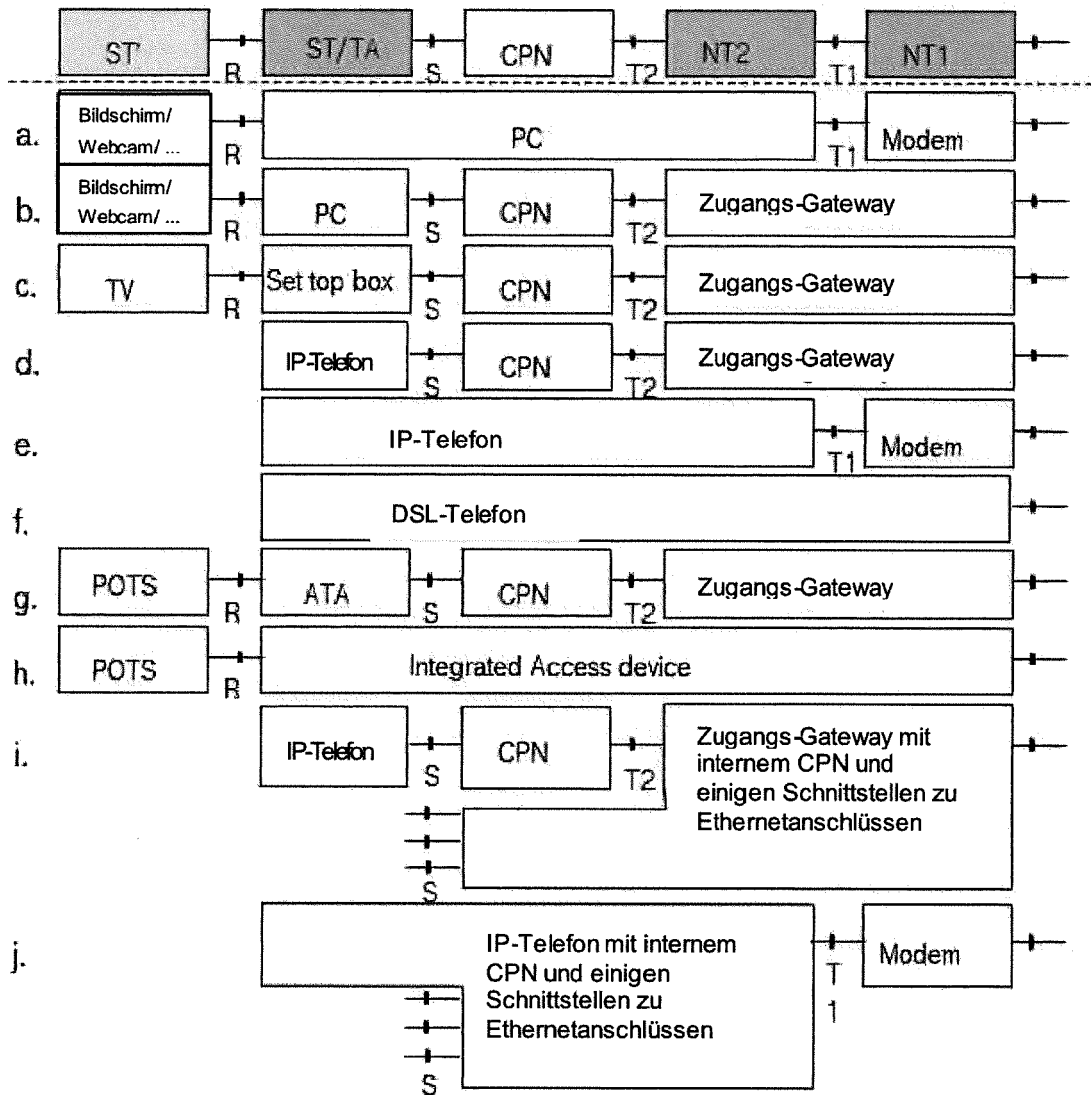 ST' ST/TA CPN NT2 NT1
R S T2 T1
a. Bildschirm/ PC Modem
Webcam/ ...
R T1
b. Bildschirm/ PC CPN Zugangs-Gateway
Webcam/ ...
R S T2
c. TV Set top box CPN Zugangs-Gateway
R S T2
d. IP-Telefon CPN Zugangs-Gateway
S T2
e. IP-Telefon Modem
T1
f. DSL-Telefon
g. POTS ATA CPN Zugangs-Gateway
R S T2
h. POTS Integrated Access device
R
i. IP-Telefon CPN Zugangs-Gateway mit
internem CPN und
einigen Schnittstellen zu
Ethernetanschlüssen
S T2
S
j. IP-Telefon mit internem Modem
CPN und einigen
Schnittstellen zu
Ethernetanschlüssen
T
1
S